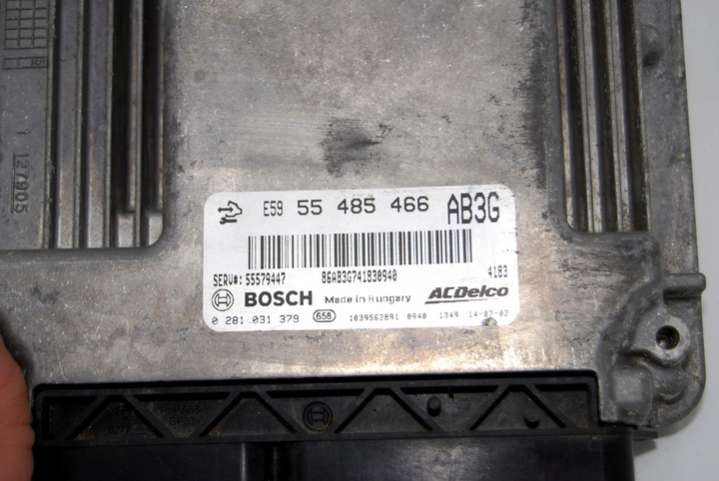 1 127905
E59 55 485 466 AB3G
SERV#: 55579447 86AB3G741830940 4183
BOSCH Made in Hungary ACDelco
0 281 031 379 658 1039S62891 0940 1349 14-07-02